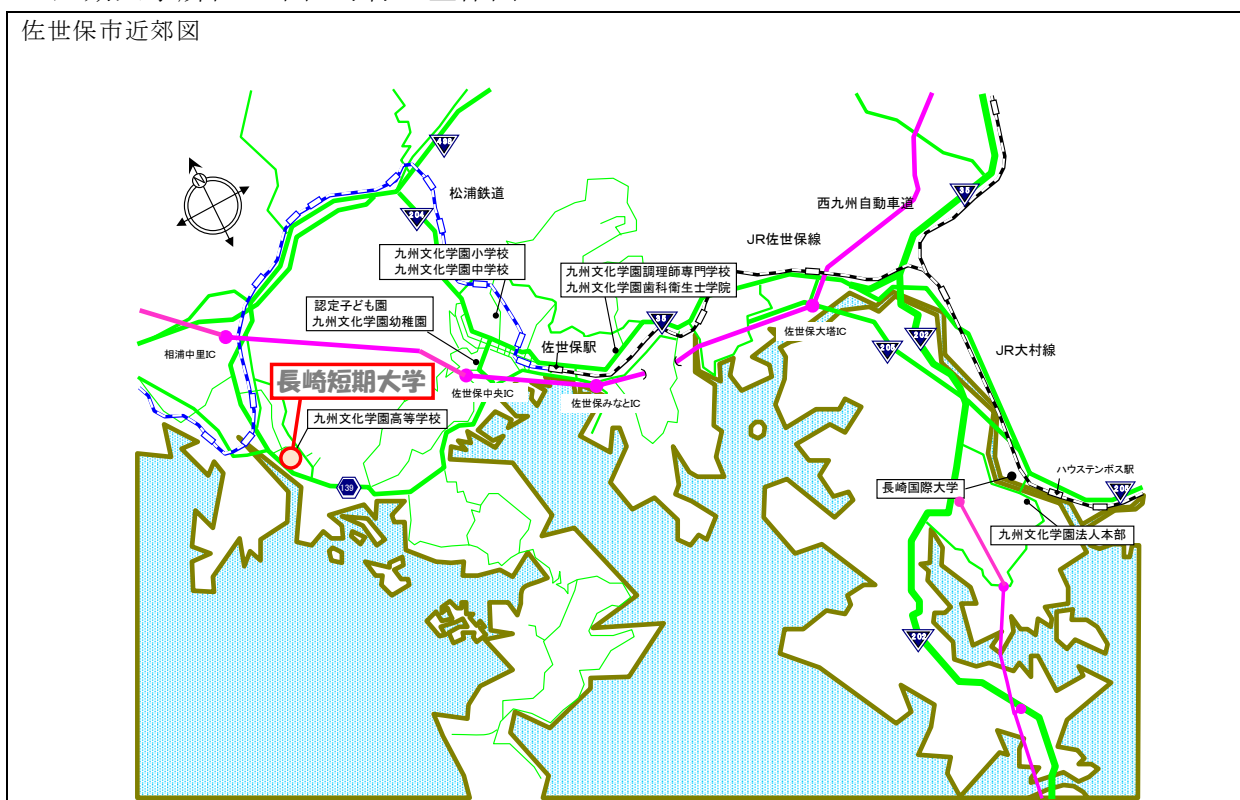 佐世保市近郊図
N
498
松浦鉄道
204
35
西九州自動車道
JR佐世保線
九州文化学園小学校
九州文化学園中学校
九州文化学園調理師専門学校
九州文化学園歯科衛生士学院
認定子ども園
九州文化学園幼稚園
35
佐世保大塔IC
相浦中里IC
佐世保駅
202
205
JR大村線
長崎短期大学
佐世保中央IC
佐世保みなとIC
九州文化学園高等学校
139
長崎国際大学
ハウステンボス駅
205
九州文化学園法人本部
202